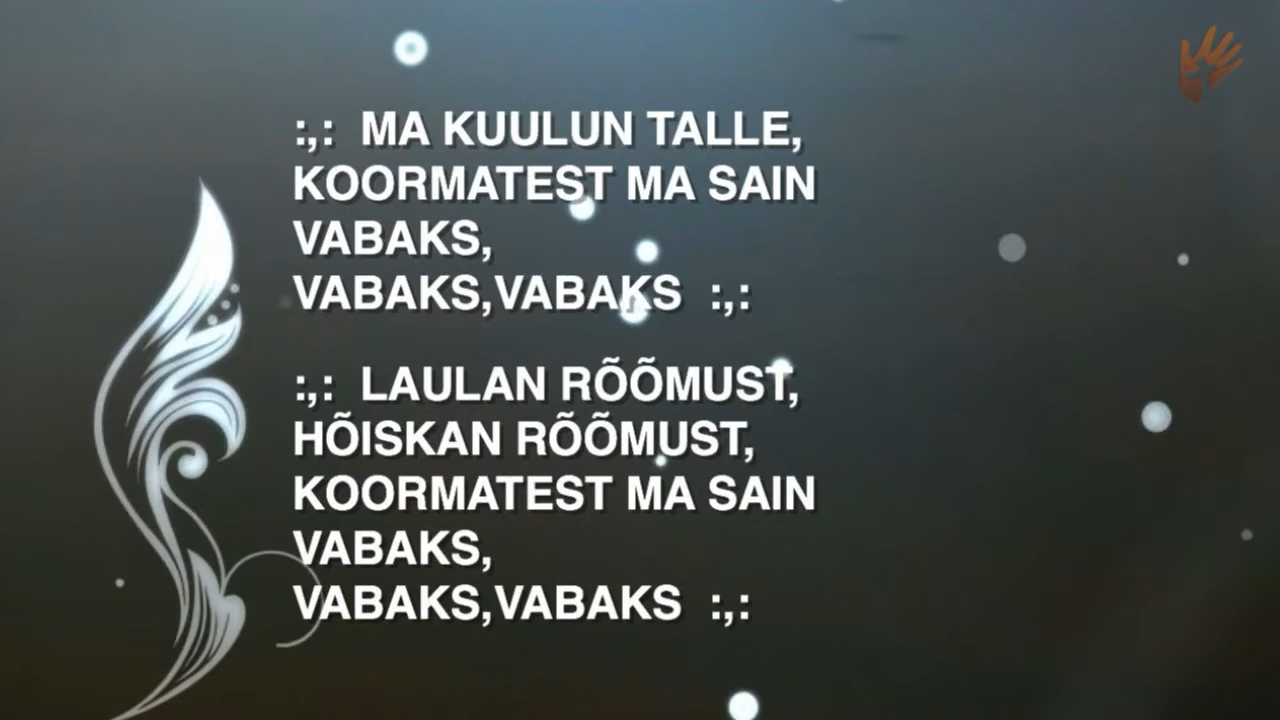 :,: MA KUULUN TALLE,
KOORMATEST MA SAIN
VABAKS,
VABAKS,VABAKS :,:
:,: LAULAN RÕÕMUST,
HÕISKAN RÕÕMUST,
KOORMATEST MA SAIN
VABAKS,
VABAKS,VABAKS :,: